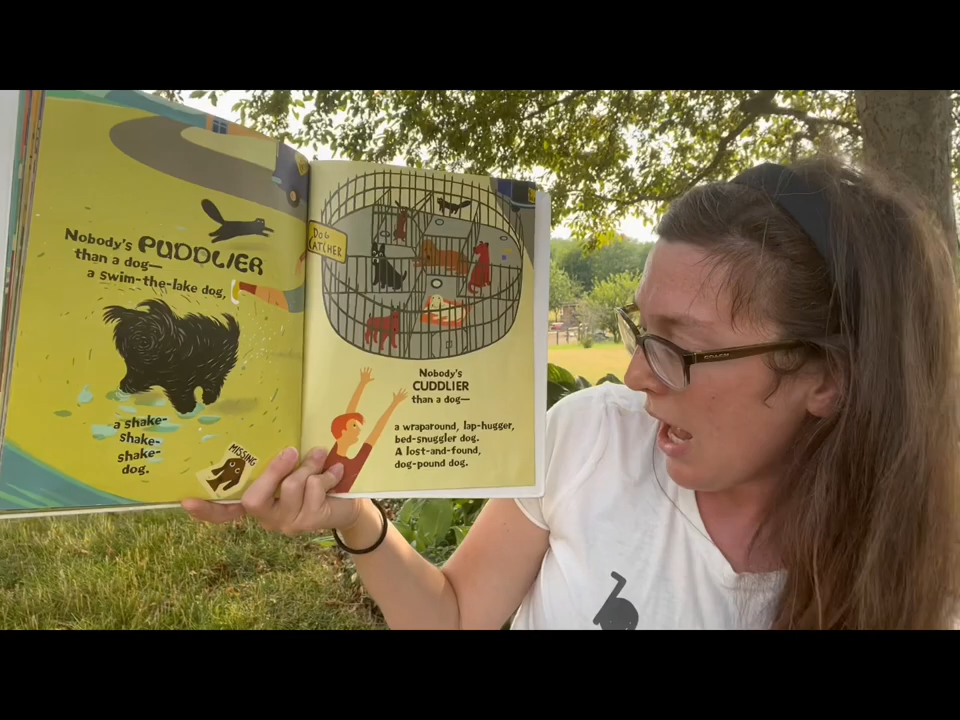 Nobody's PUDDLIER
than a dog—
a swim-the-lake dog,
a shake-
shake-
shake-
dog.
MISSING
DOG
CATCHER
Nobody's
CUDDLIER
than a dog—
a wraparound, lap-hugger,
bed-snuggler dog.
A lost-and-found,
dog-pound dog.
COACH